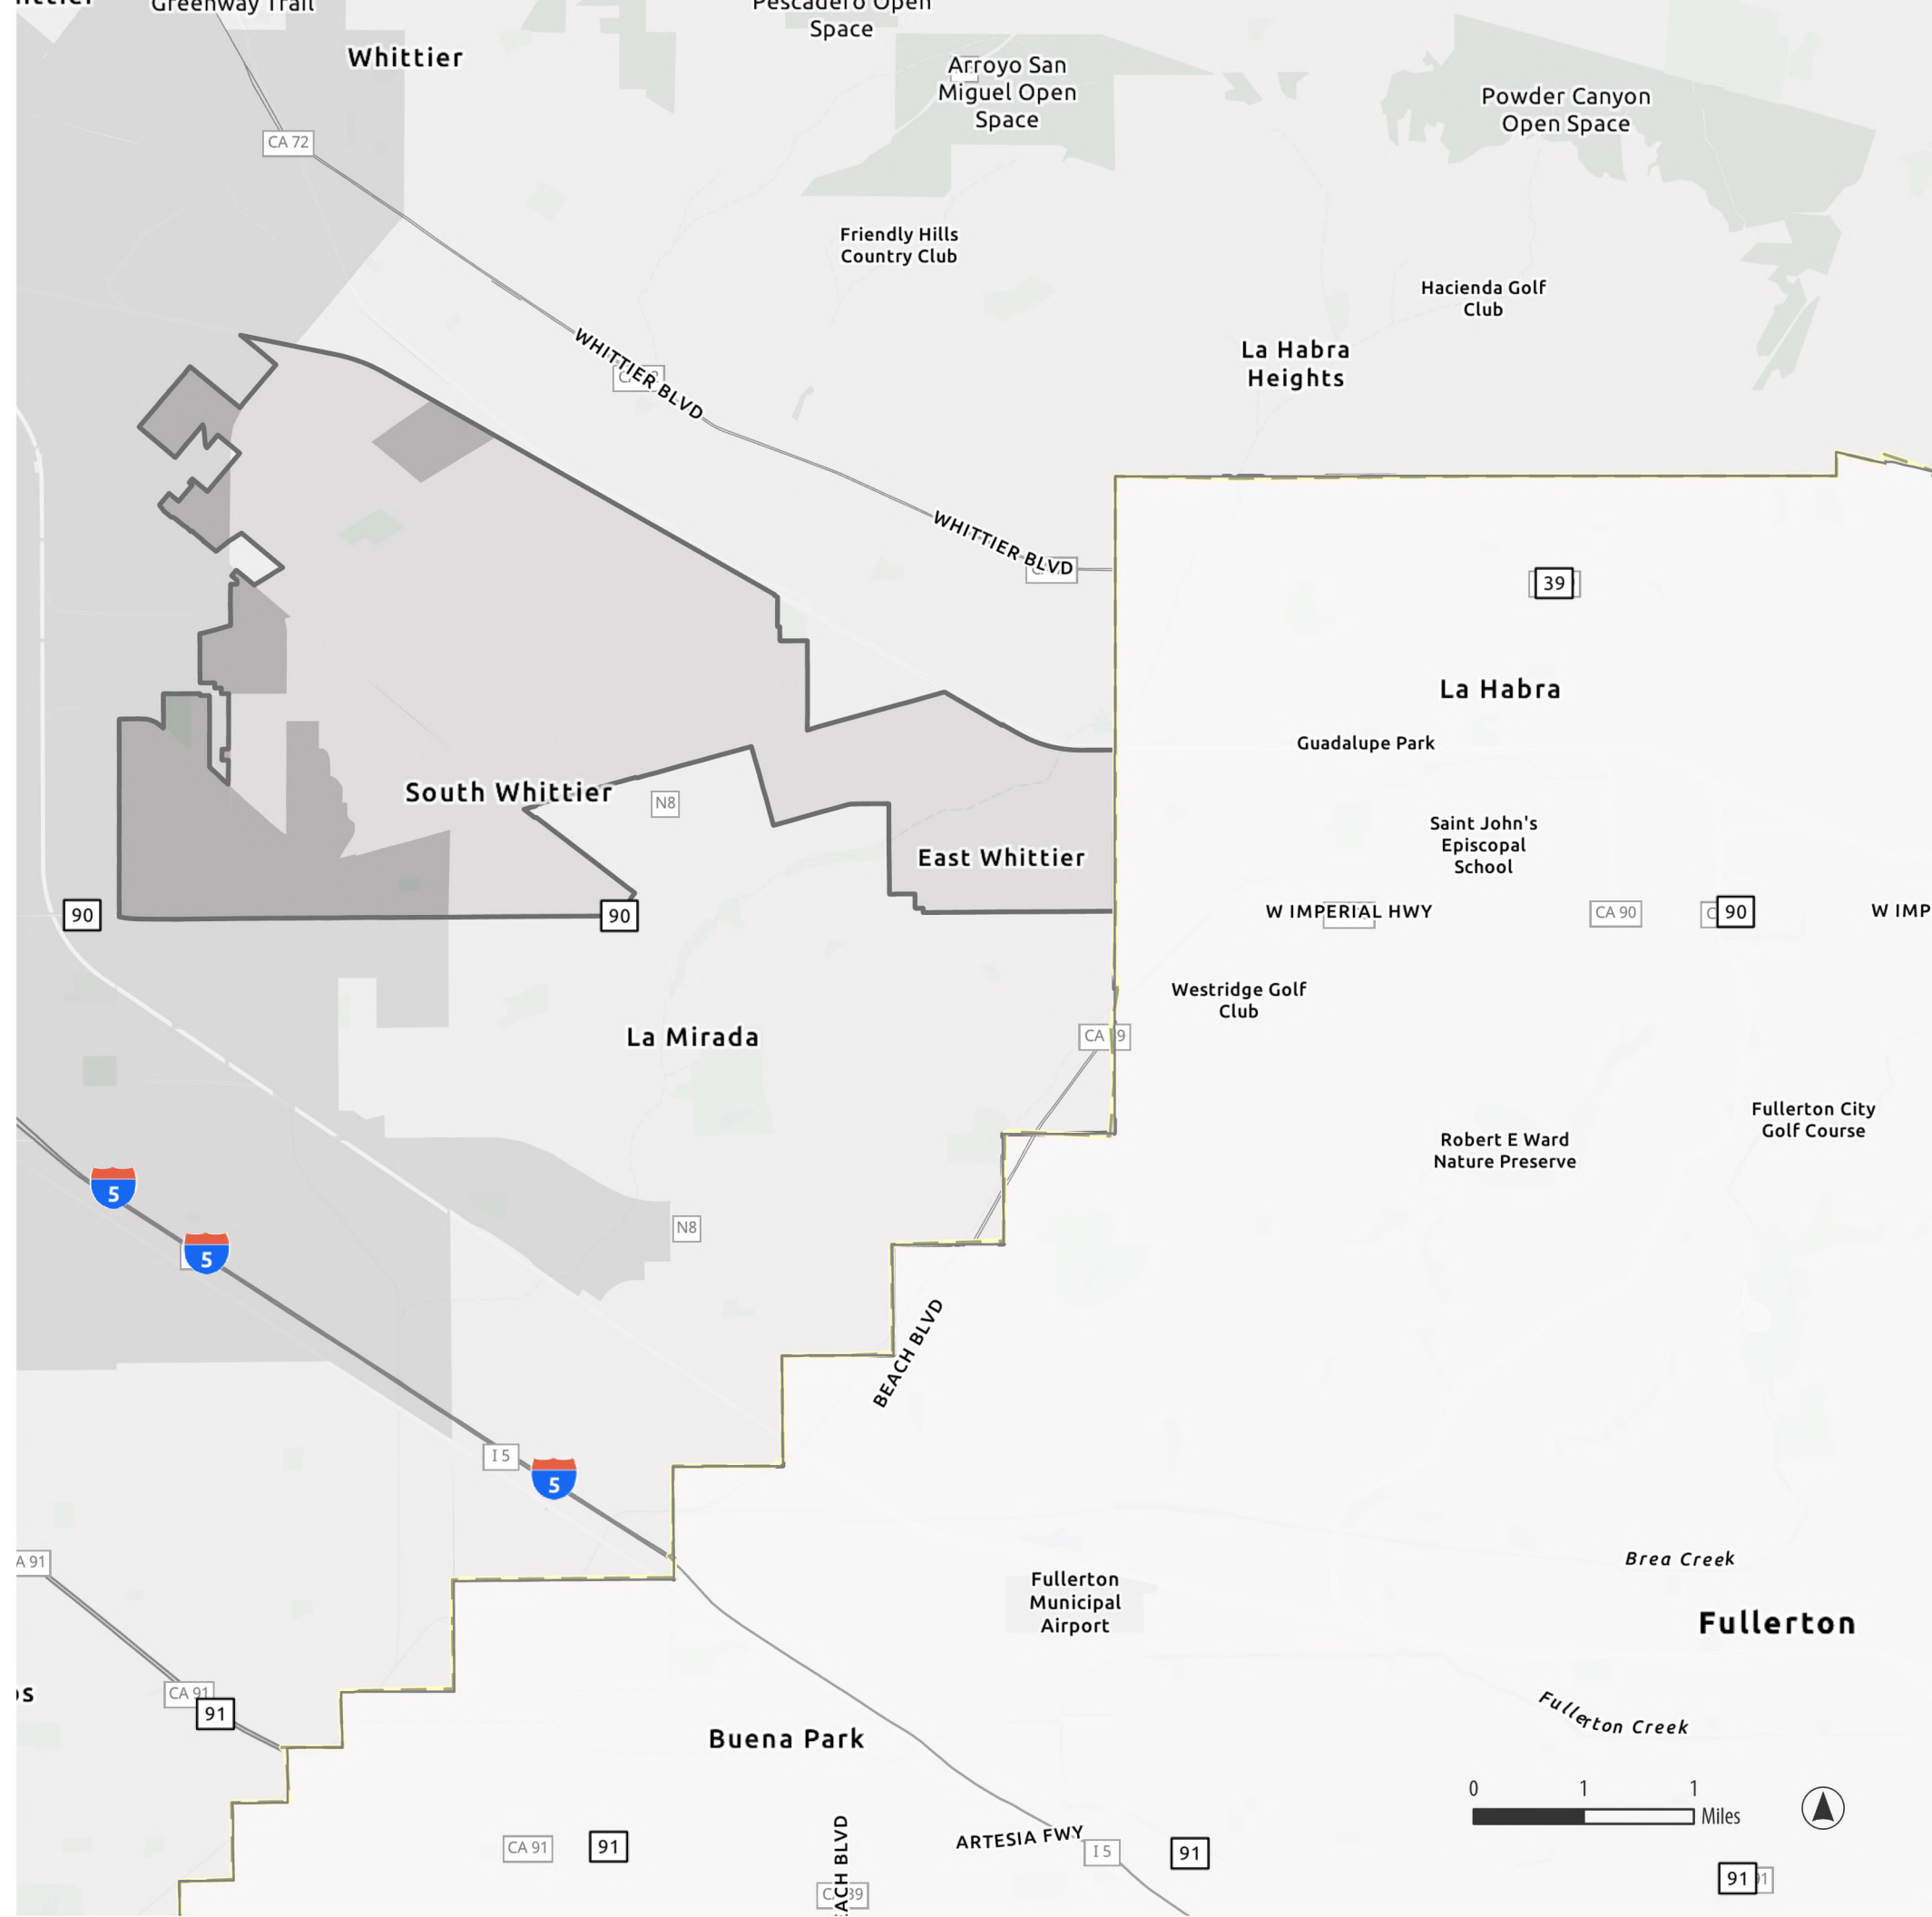 Greenway Trail
Whittier
Space
Arroyo San
Miguel Open
Space
Powder Canyon
Open Space
CA 72
Friendly Hills
Country Club
Hacienda Golf
Club
La Habra
Heights
WHITTIER BLVD
WHITTIER BLVD
39
La Habra
Guadalupe Park
South Whittier
N8
Saint John's
Episcopal
School
East Whittier
90
90
W IMPERIAL HWY
CA 90
90
W IMP
Westridge Golf
Club
La Mirada
CA 9
Fullerton City
Golf Course
Robert E Ward
Nature Preserve
5
N8
5
BEACH BLVD
I 5
5
A 91
Brea Creek
Fullerton
Municipal
Airport
Fullerton
CA 91
91
Fullerton Creek
Buena Park
0 1 1
Miles
CA 91
91
EACH BLVD
ARTESIA FWY
I 5
91
91